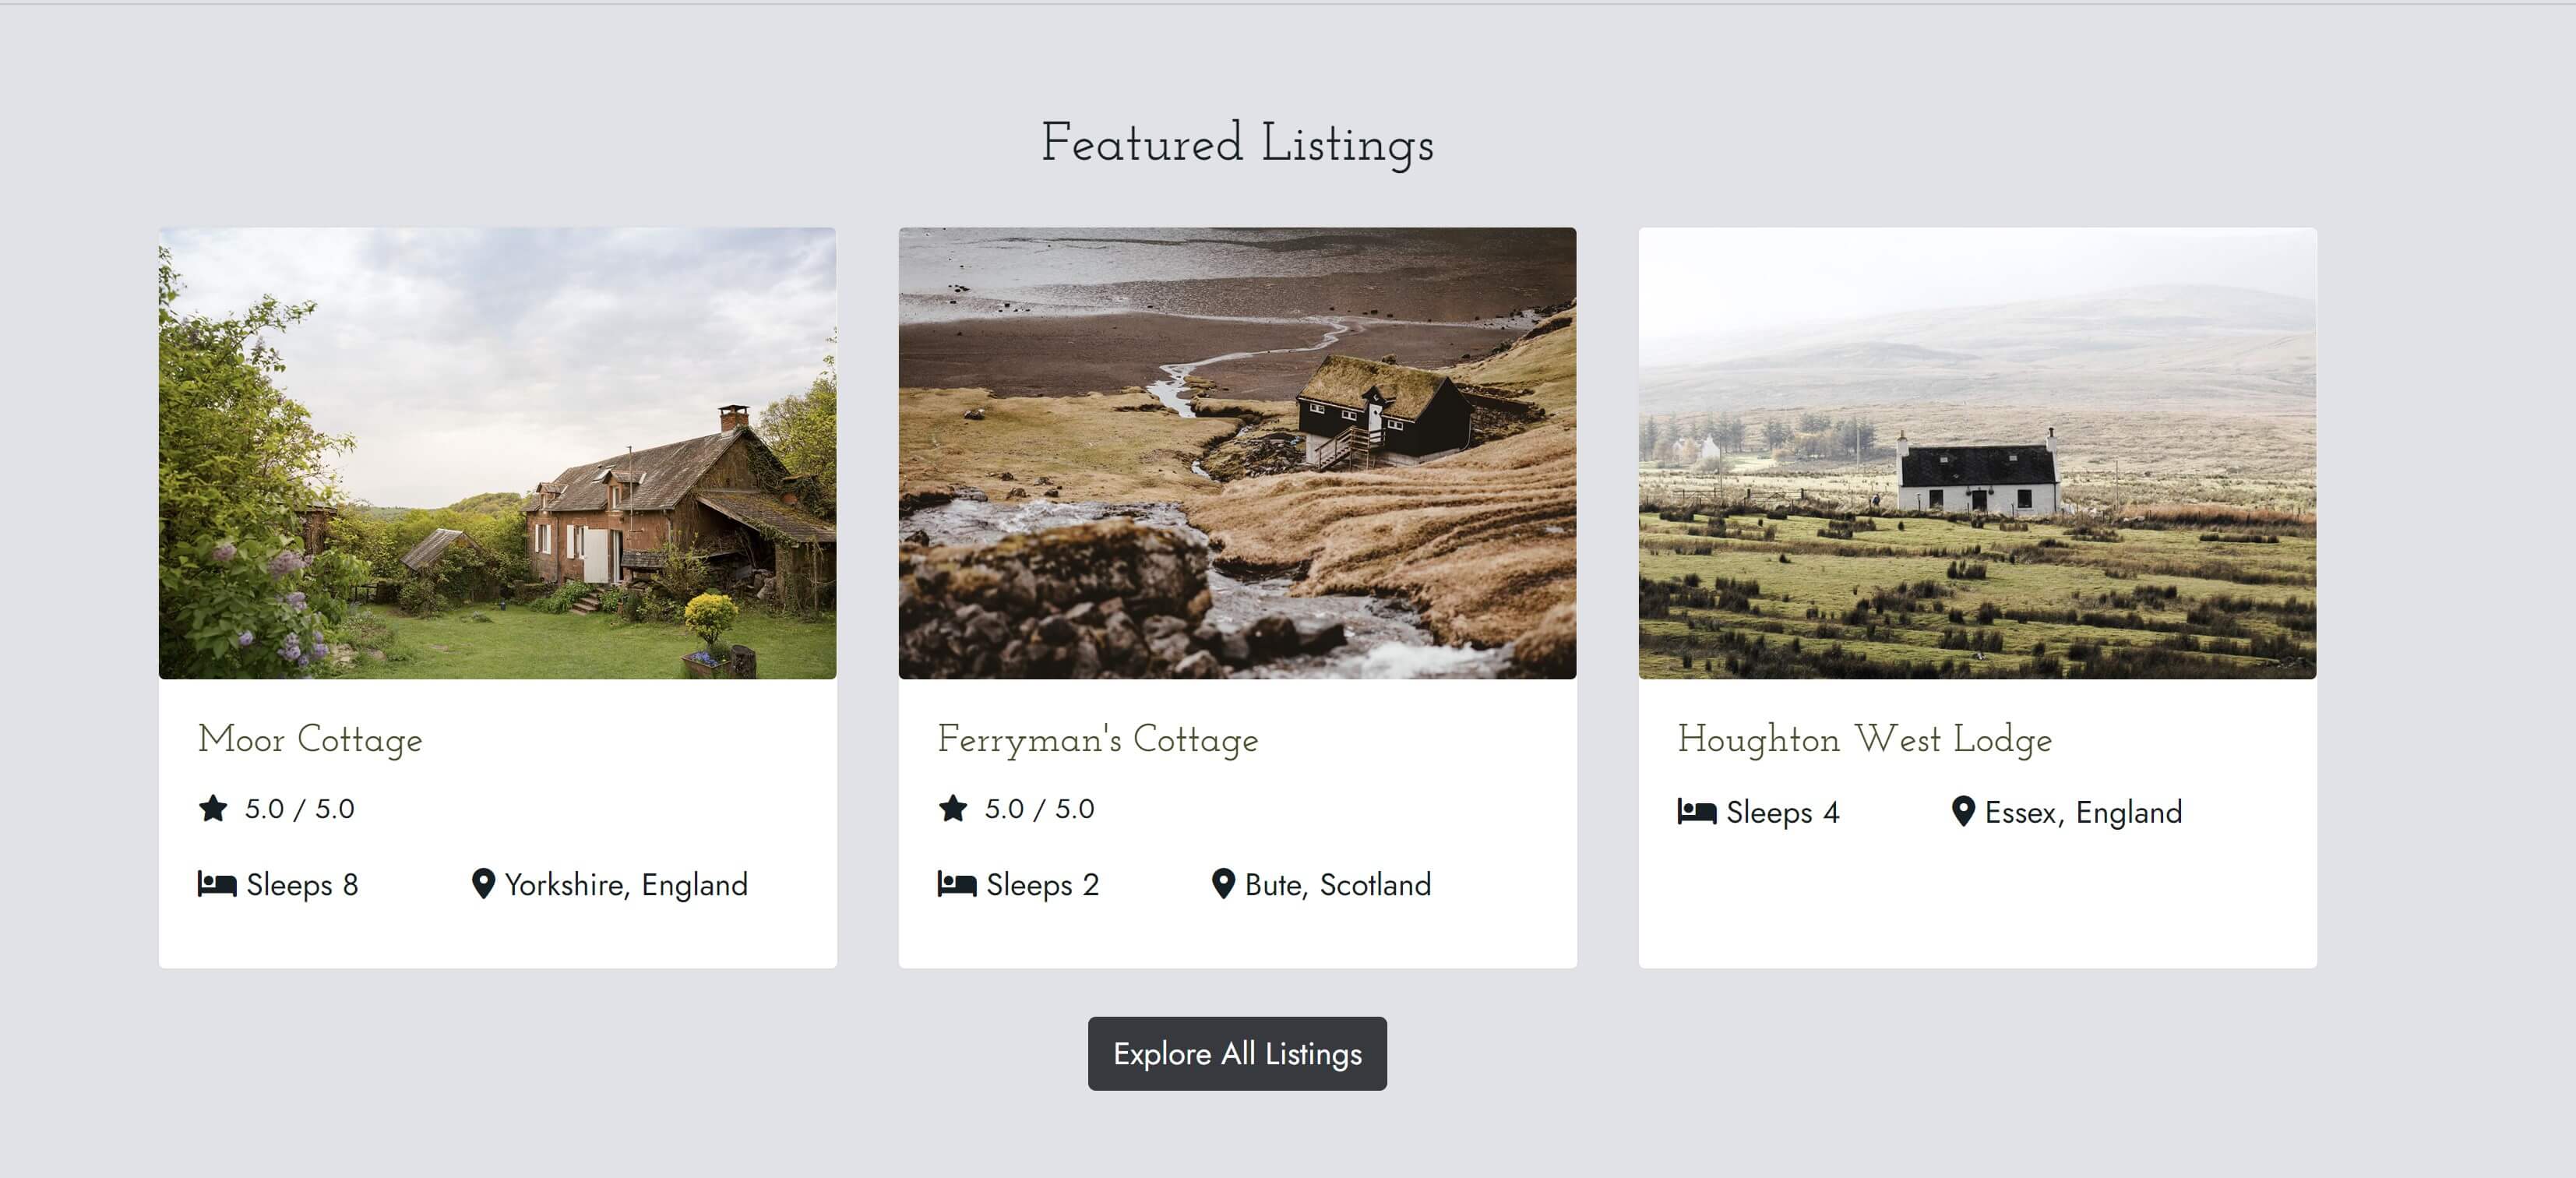 Featured Listings
Moor Cottage
5.0 / 5.0
Sleeps 8
Yorkshire, England
Ferryman's Cottage
5.0 / 5.0
Sleeps 2
Bute, Scotland
Houghton West Lodge
Sleeps 4
Essex, England
Explore All Listings